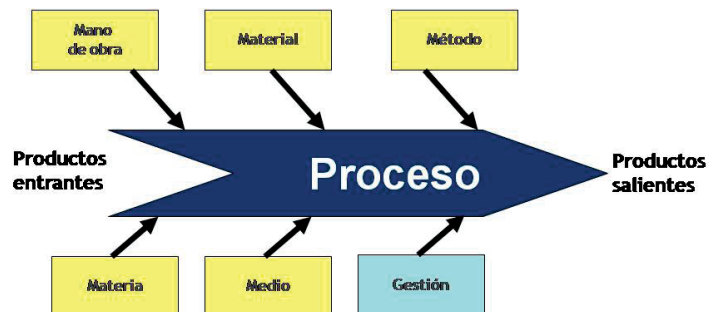 Mano
de obra
Material
Método
Productos
entrantes
Proceso
Productos
salientes
Materia
Medio
Gestión